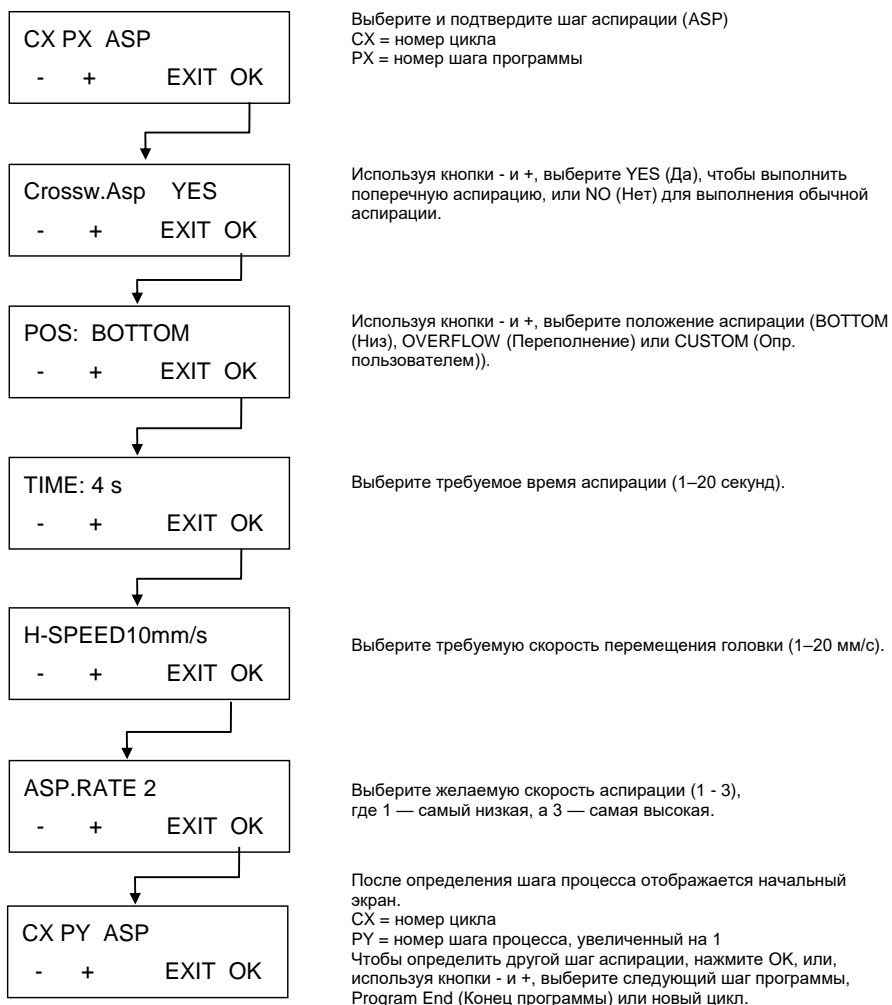 CX PX ASP
- + EXIT OK
Выберите и подтвердите шаг аспирации (ASP)
CX = номер цикла
PX = номер шага программы
Crossw.Asp YES
- + EXIT OK
Используя кнопки - и +, выберите YES (Да), чтобы выполнить
поперечную аспирацию, или NO (Нет) для выполнения обычной
аспирации.
POS: BOTTOM
- + EXIT OK
Используя кнопки - и +, выберите положение аспирации (BOTTOM
(Низ), OVERFLOW (Переполнение) или CUSTOM (Опр.
пользователем)).
TIME: 4 s
- + EXIT OK
Выберите требуемое время аспирации (1–20 секунд).
H-SPEED10mm/s
- + EXIT OK
Выберите требуемую скорость перемещения головки (1–20 мм/с).
ASP.RATE 2
- + EXIT OK
Выберите желаемую скорость аспирации (1 - 3),
где 1 — самый низкая, а 3 — самая высокая.
CX PY ASP
- + EXIT OK
После определения шага процесса отображается начальный
экран.
CX = номер цикла
PY = номер шага процесса, увеличенный на 1
Чтобы определить другой шаг аспирации, нажмите OK, или,
используя кнопки - и +, выберите следующий шаг программы,
Program End (Конец программы) или новый цикл.